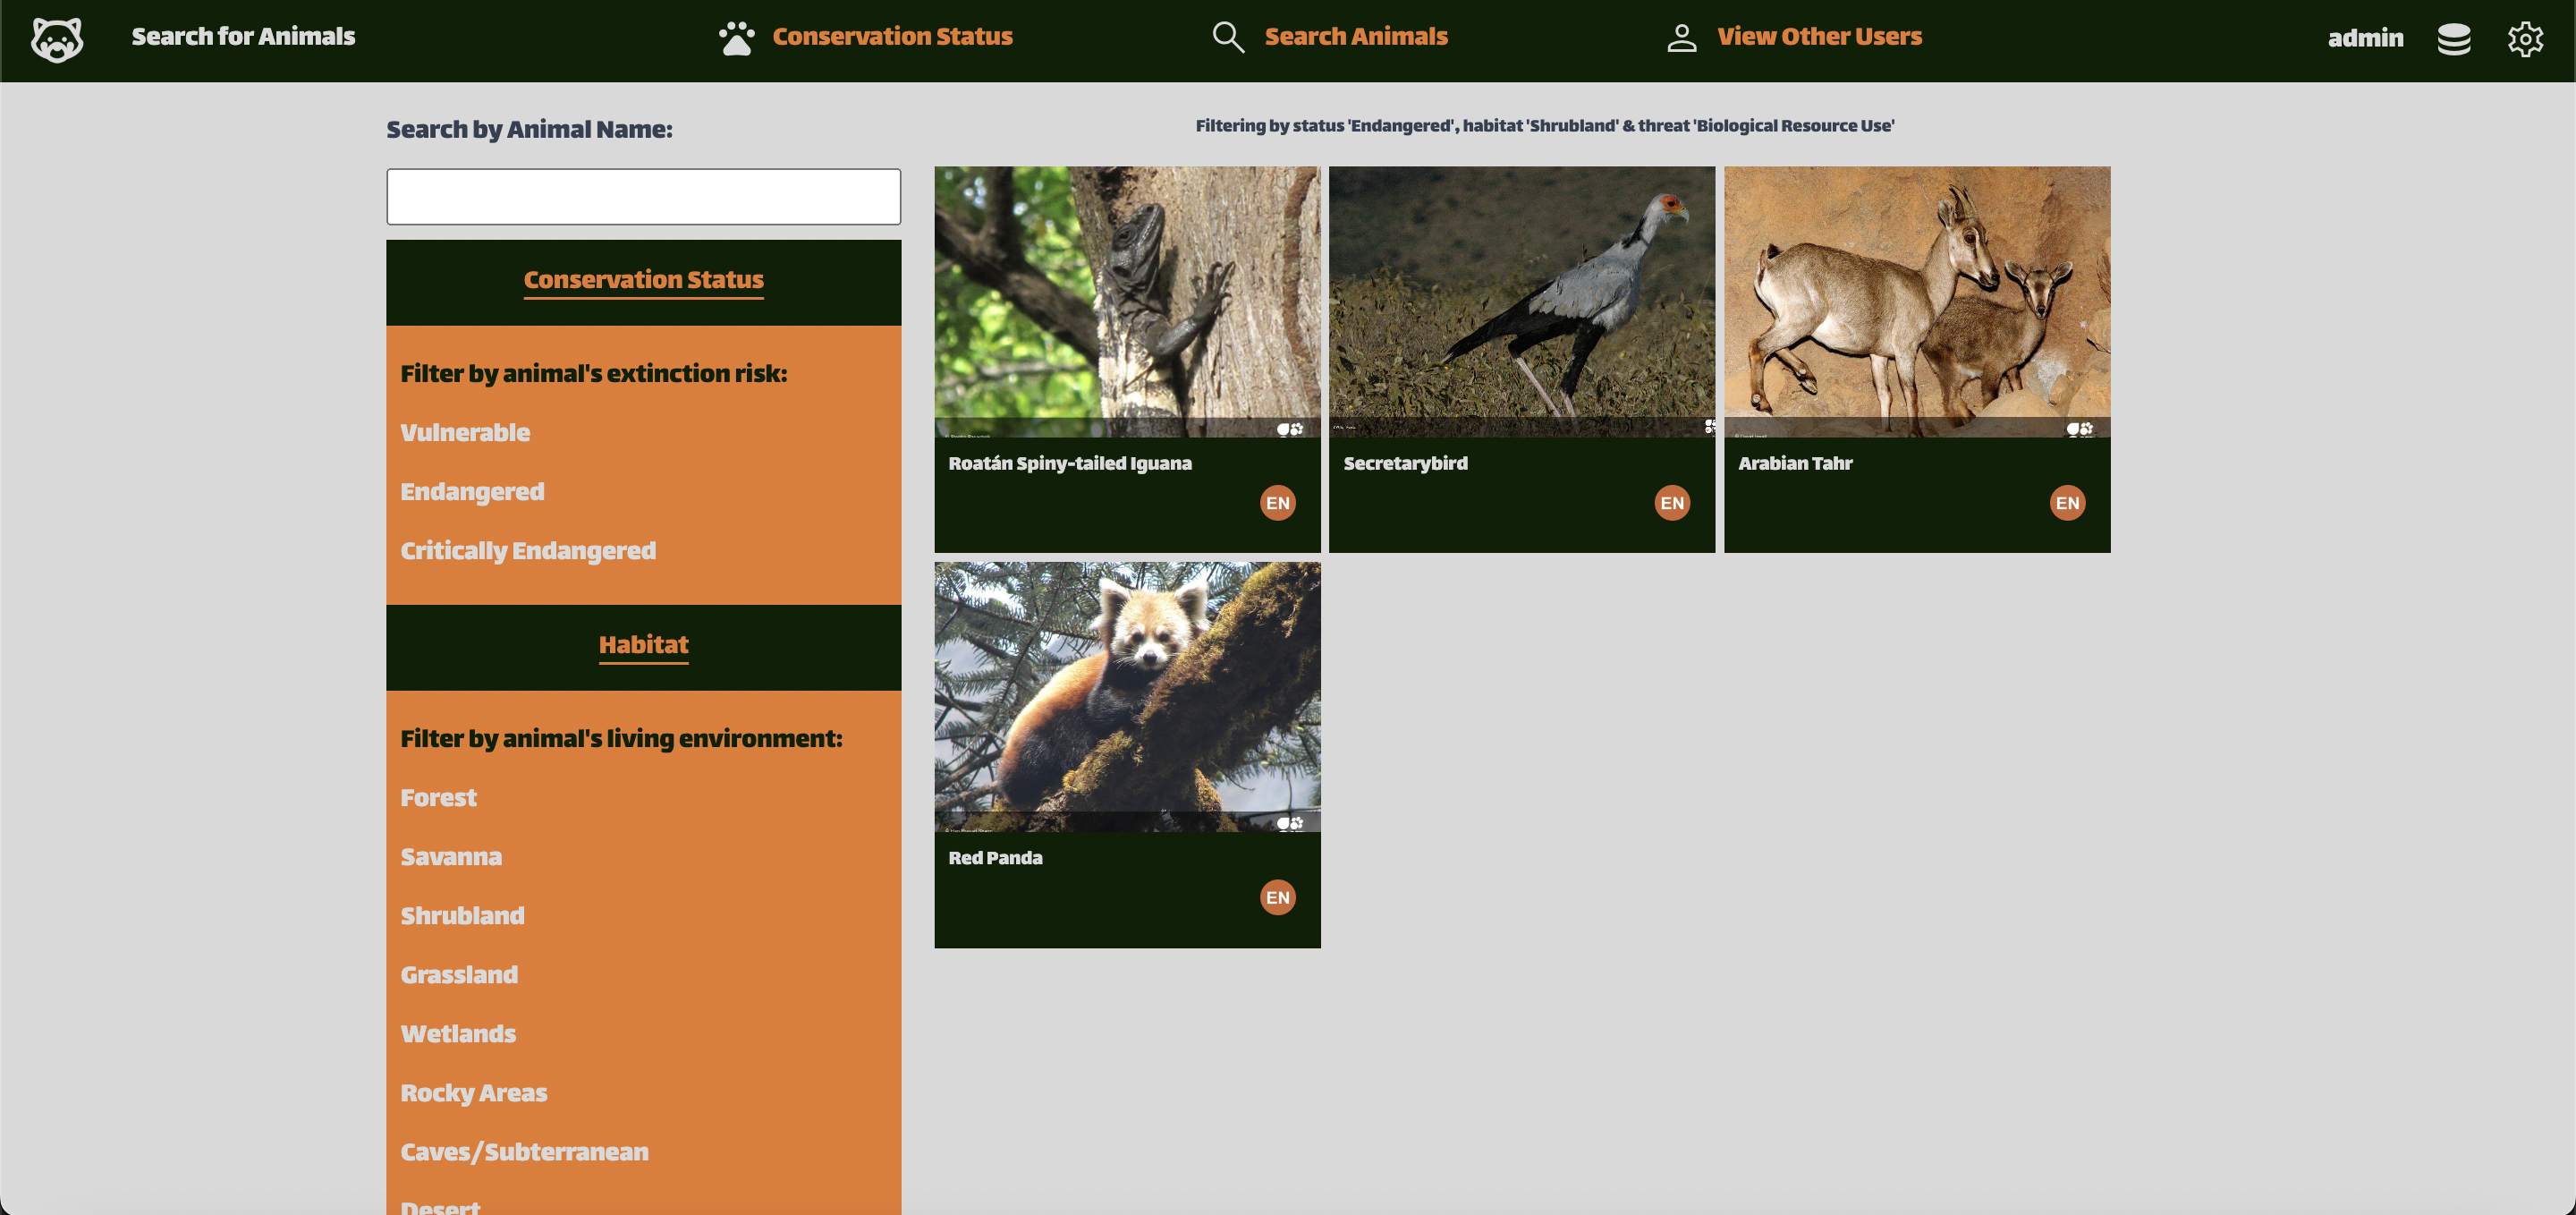 Search for Animals
Conservation Status
Search Animals
View Other Users
admin
Search by Animal Name:
Conservation Status
Filter by animal's extinction risk:
Vulnerable
Endangered
Critically Endangered
Habitat
Filter by animal's living environment:
Forest
Savanna
Shrubland
Grassland
Wetlands
Rocky Areas
Caves/Subterranean
Desert
Filtering by status 'Endangered', habitat 'Shrubland' & threat 'Biological Resource Use'
Roatán Spiny-tailed Iguana
EN
Secretarybird
EN
Arabian Tahr
EN
Red Panda
EN